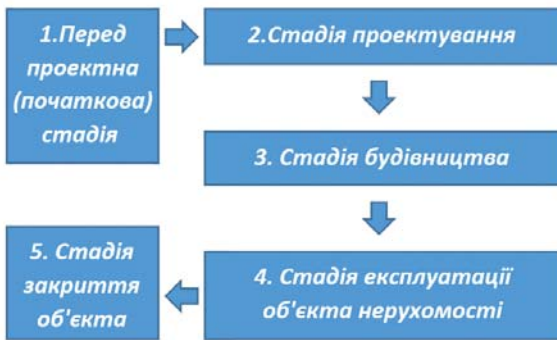 1.Перед
проектна
(початкова)
стадія
2.Стадія проектування
3. Стадія будівництва
4. Стадія експлуатації
об'єкта нерухомості
5. Стадія
закриття
об'єкта